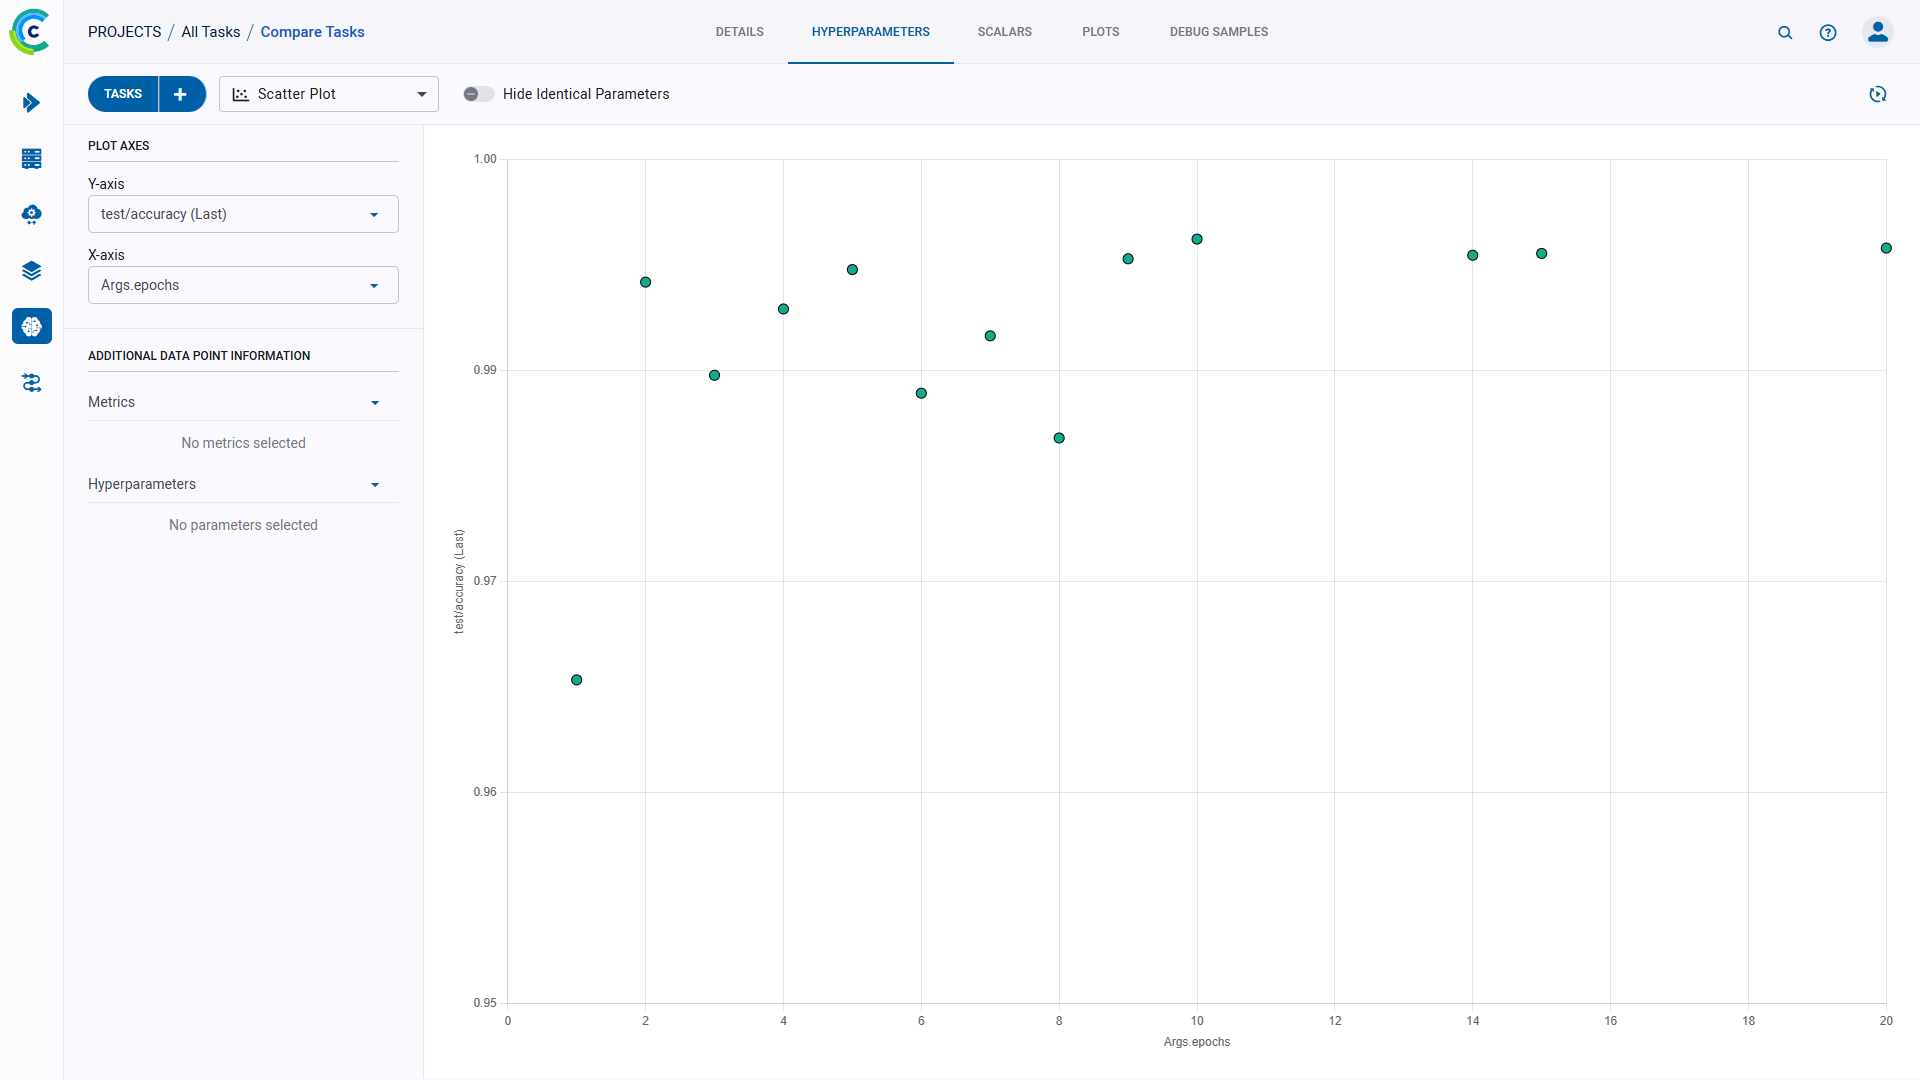 PROJECTS / All Tasks / Compare Tasks
DETAILS HYPERPARAMETERS SCALARS PLOTS DEBUG SAMPLES
TASKS + Scatter Plot Hide Identical Parameters
PLOT AXES
Y-axis
test/accuracy (Last)
X-axis
Args.epochs
ADDITIONAL DATA POINT INFORMATION
Metrics
No metrics selected
Hyperparameters
No parameters selected
test/accuracy (Last)
1.00
0.99
0.97
0.96
0.95
0 2 4 6 8 10 12 14 16 18 20
Args.epochs